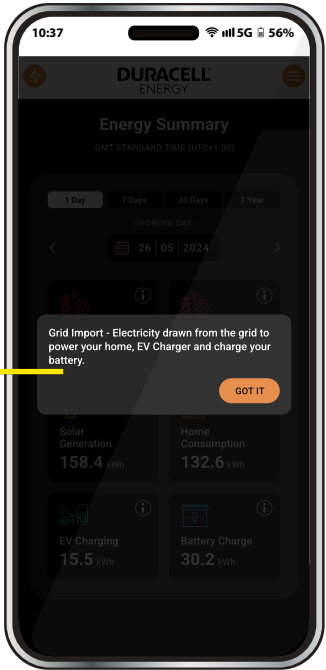 10:37
5G 56%
DURACELL
ENERGY
Energy Summary
GMT STANDARD TIME (UTC+1:00)
1 Day 7 Days 30 Days 1 Year
SHOWING DAY
26 05 2024
Grid Import - Electricity drawn from the grid to
power your home, EV Charger and charge your
battery.
GOT IT
Solar Home
Generation Consumption
158.4 kWh 132.6 kWh
EV Charging Battery Charge
15.5 kWh 30.2 kWh